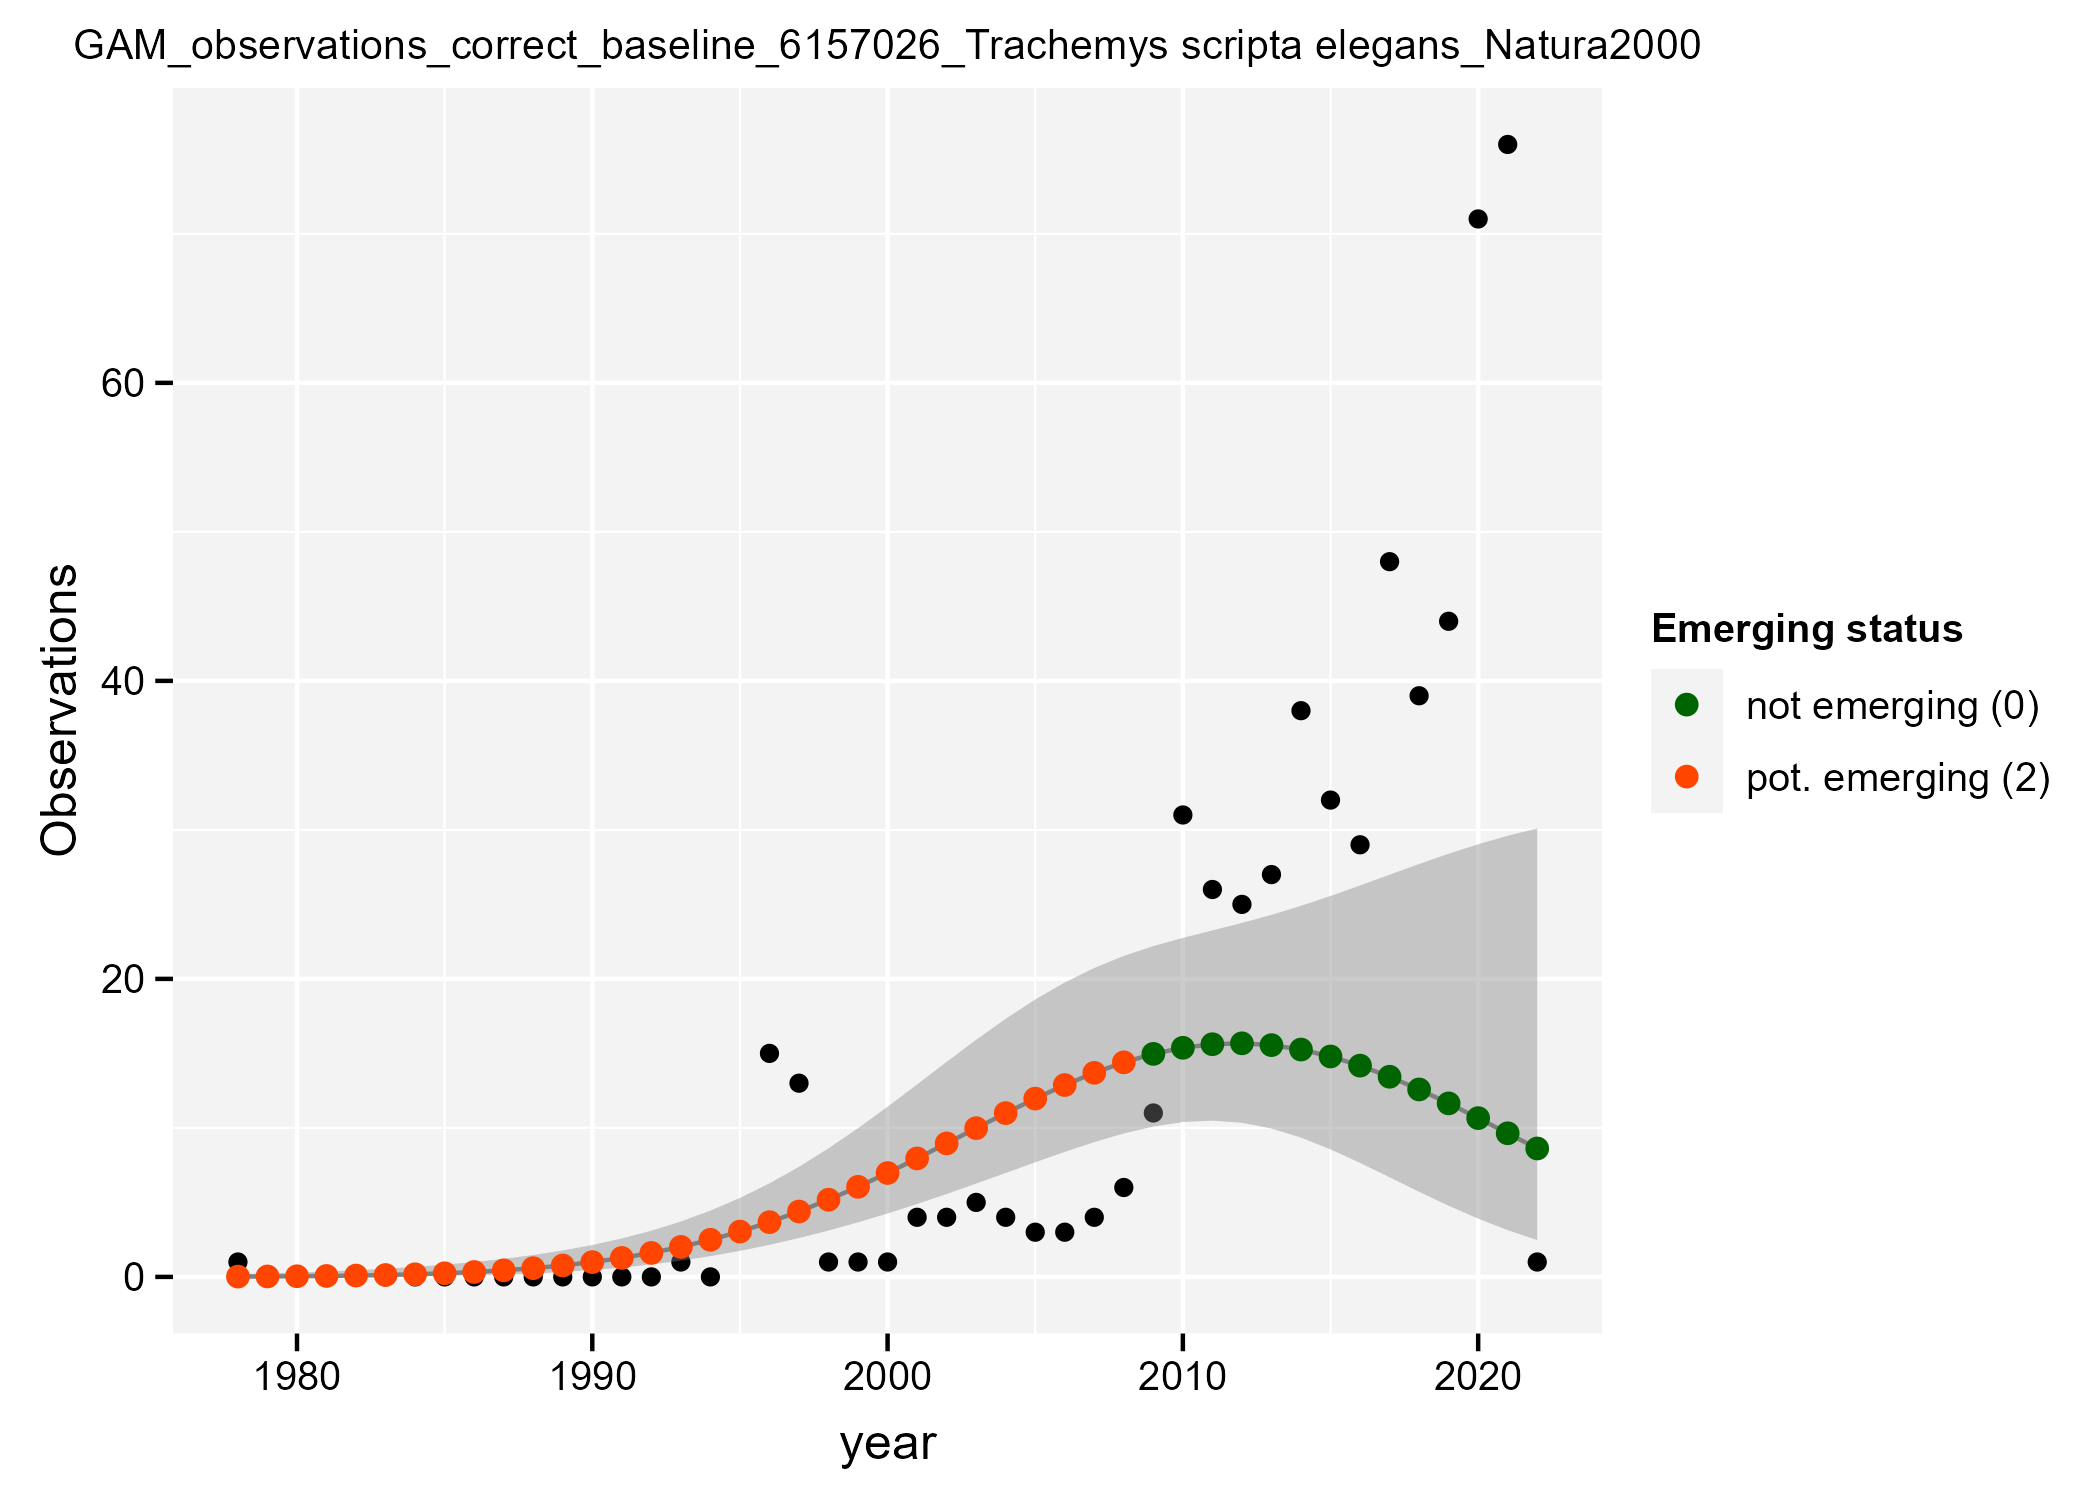 GAM_observations_correct_baseline_6157026_Trachemys scripta elegans_Natura2000
Observations
60
40
20
0
1980
1990
2000
2010
2020
year
Emerging status
not emerging (0)
pot. emerging (2)